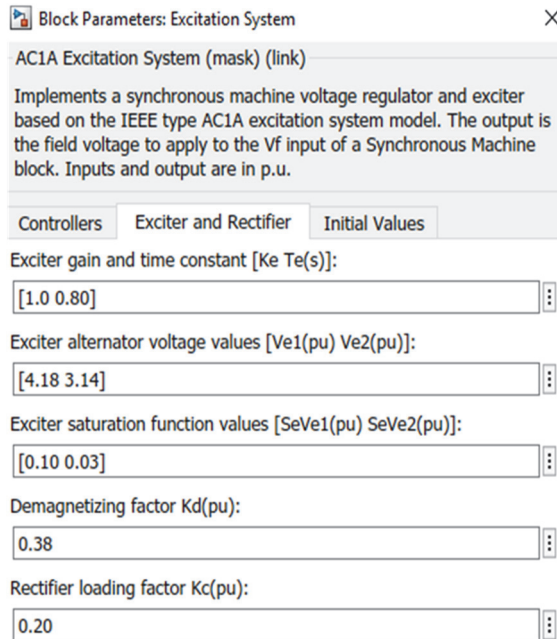 Block Parameters: Excitation System
AC1A Excitation System (mask) (link)
Implements a synchronous machine voltage regulator and exciter
based on the IEEE type AC1A excitation system model. The output is
the field voltage to apply to the Vf input of a Synchronous Machine
block. Inputs and output are in p.u.
Controllers Exciter and Rectifier Initial Values
Exciter gain and time constant [Ke Te(s)]:
[1.0 0.80]
Exciter alternator voltage values [Ve1(pu) Ve2(pu)]:
[4.18 3.14]
Exciter saturation function values [SeVe1(pu) SeVe2(pu)]:
[0.10 0.03]
Demagnetizing factor Kd(pu):
0.38
Rectifier loading factor Kc(pu):
0.20